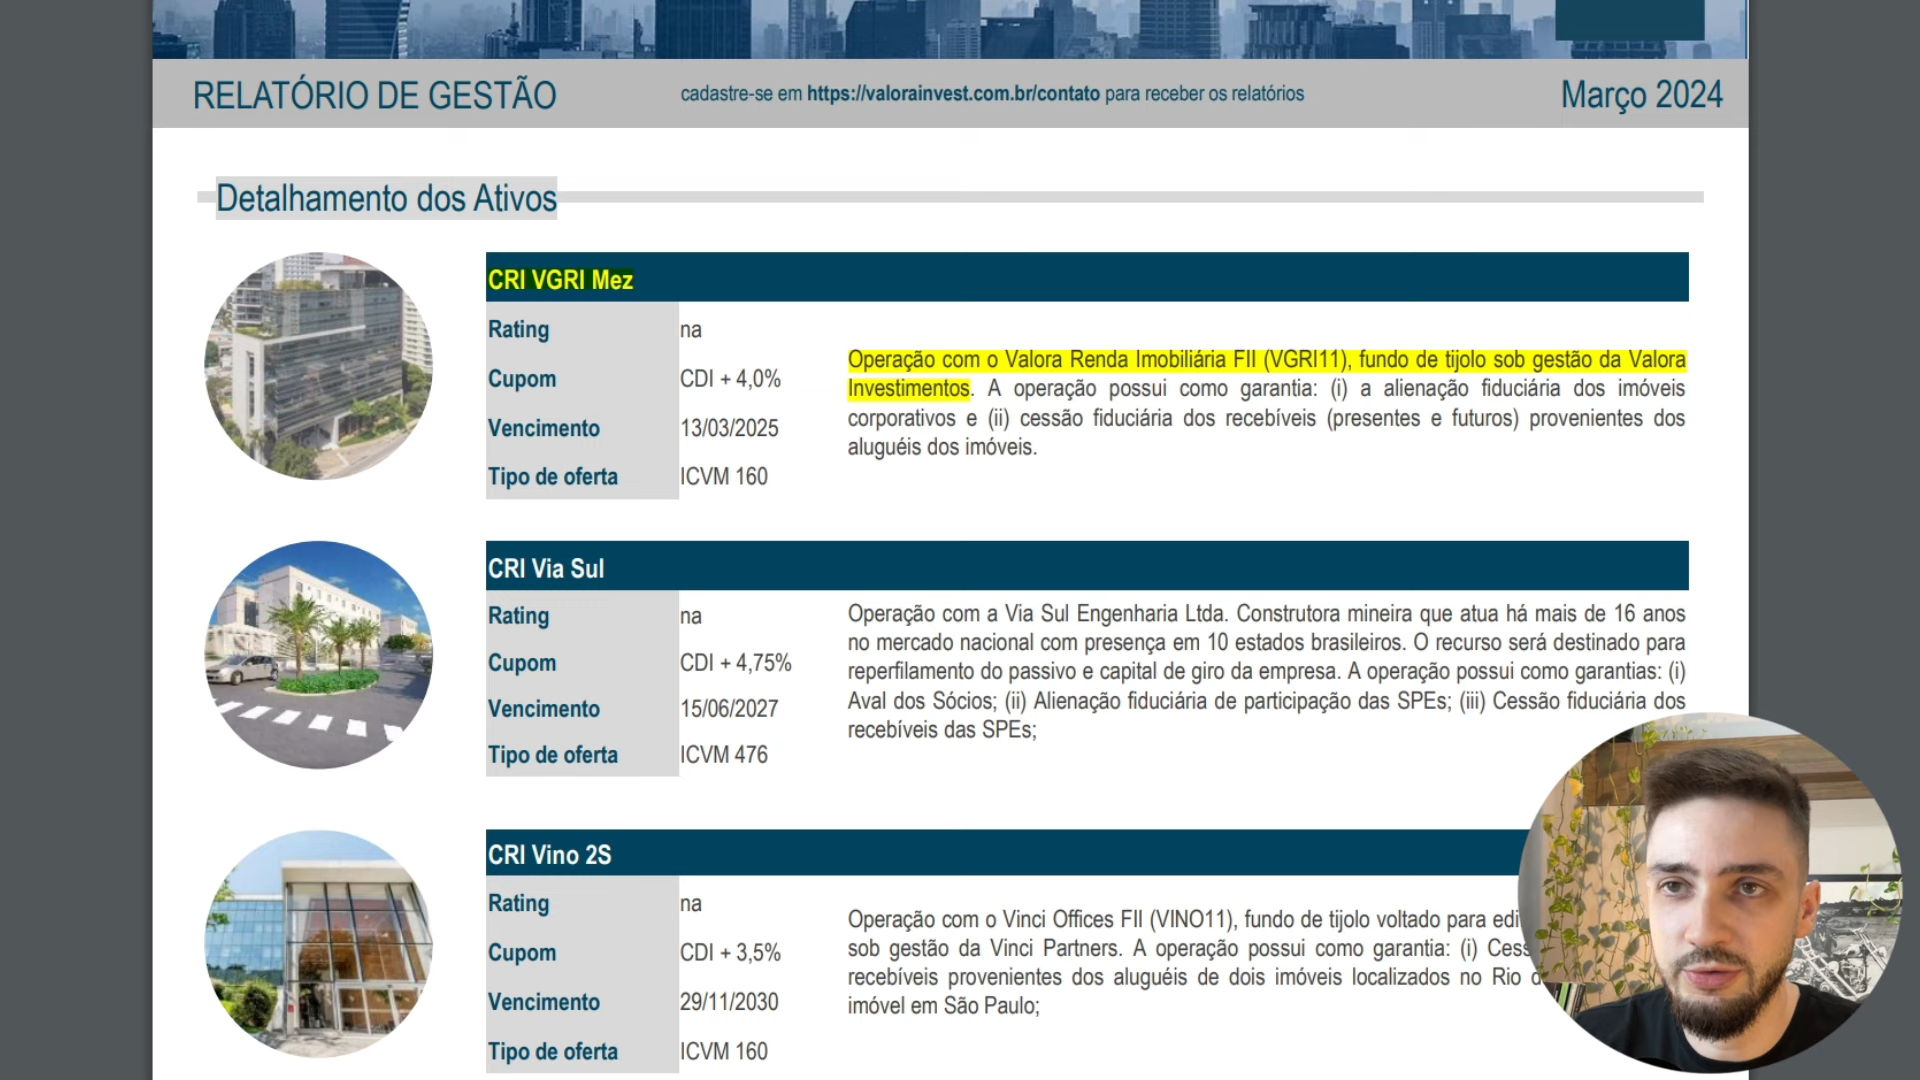 RELATÓRIO DE GESTÃO
cadastre-se em https://valorainvest.com.br/contato para receber os relatórios
Março 2024
Detalhamento dos Ativos
CRI VGRI Mez
Rating na
Cupom CDI + 4,0%
Vencimento 13/03/2025
Tipo de oferta ICVM 160
Operação com o Valora Renda Imobiliária FII (VGRI11), fundo de tijolo sob gestão da Valora
Investimentos. A operação possui como garantia: (i) a alienação fiduciária dos imóveis
corporativos e (ii) cessão fiduciária dos recebíveis (presentes e futuros) provenientes dos
aluguéis dos imóveis.
CRI Via Sul
Rating na
Cupom CDI + 4,75%
Vencimento 15/06/2027
Tipo de oferta ICVM 476
Operação com a Via Sul Engenharia Ltda. Construtora mineira que atua há mais de 16 anos
no mercado nacional com presença em 10 estados brasileiros. O recurso será destinado para
reperfilamento do passivo e capital de giro da empresa. A operação possui como garantias: (i)
Aval dos Sócios; (ii) Alienação fiduciária de participação das SPEs; (iii) Cessão fiduciária dos
recebíveis das SPEs;
CRI Vino 2S
Rating na
Cupom CDI + 3,5%
Vencimento 29/11/2030
Tipo de oferta ICVM 160
Operação com o Vinci Offices FII (VINO11), fundo de tijolo voltado para
sob gestão da Vinci Partners. A operação possui como garantia: (i)
recebíveis provenientes dos aluguéis de dois imóveis localizados no Rio
imóvel em São Paulo;